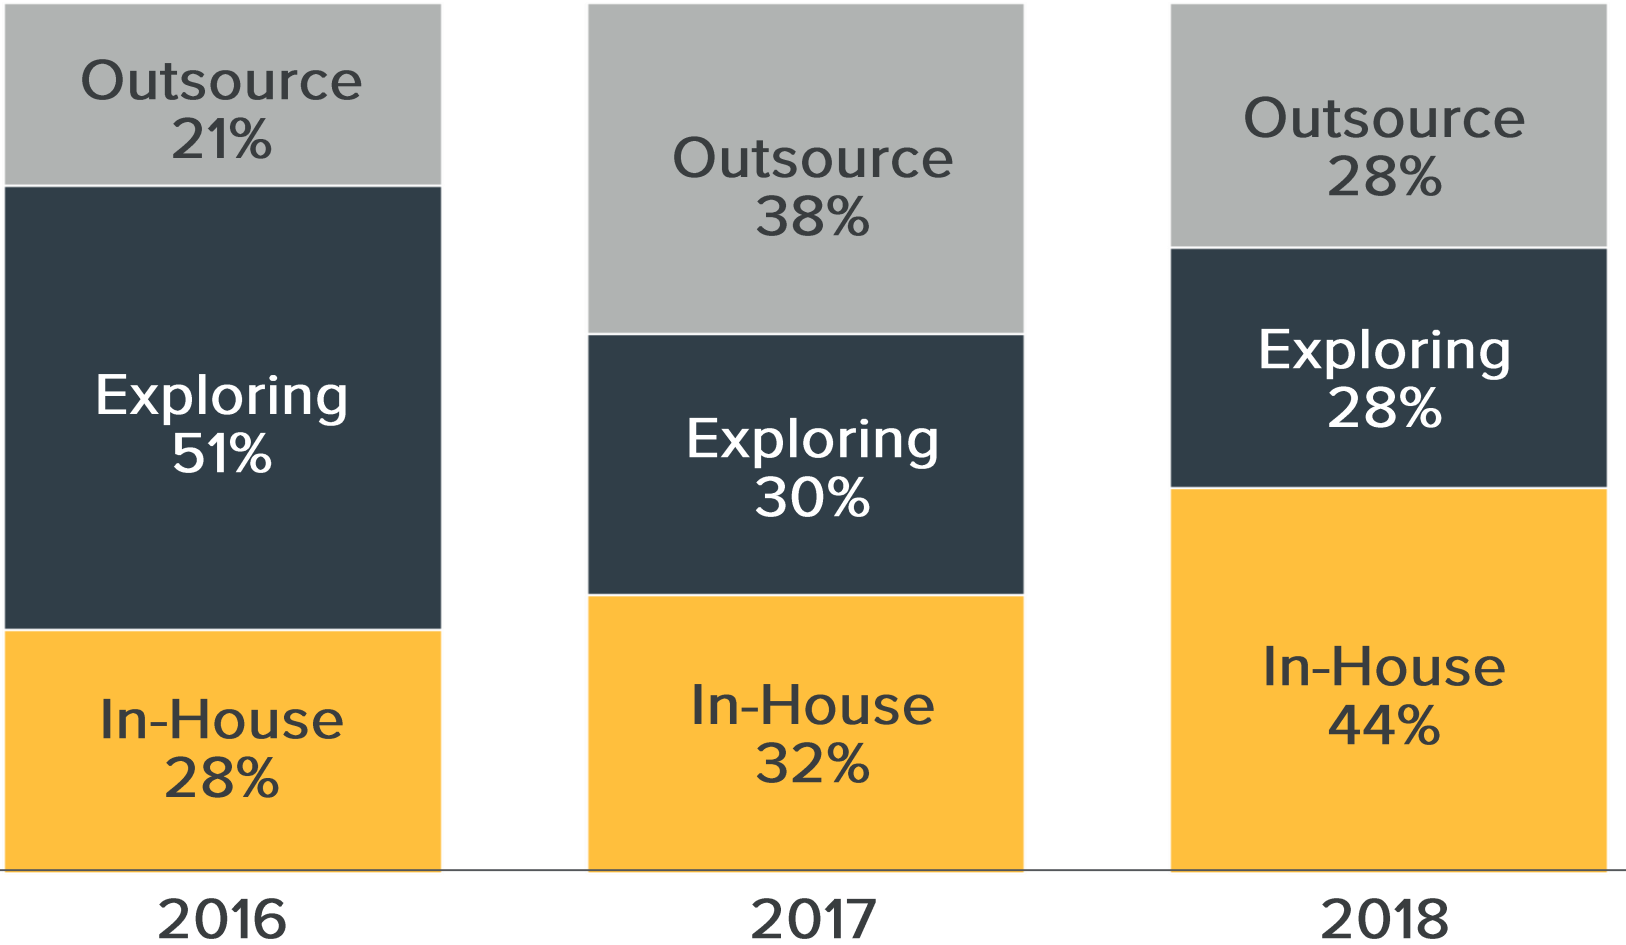 Outsource
21%
Exploring
51%
In-House
28%
2016
Outsource
38%
Exploring
30%
In-House
32%
2017
Outsource
28%
Exploring
28%
In-House
44%
2018